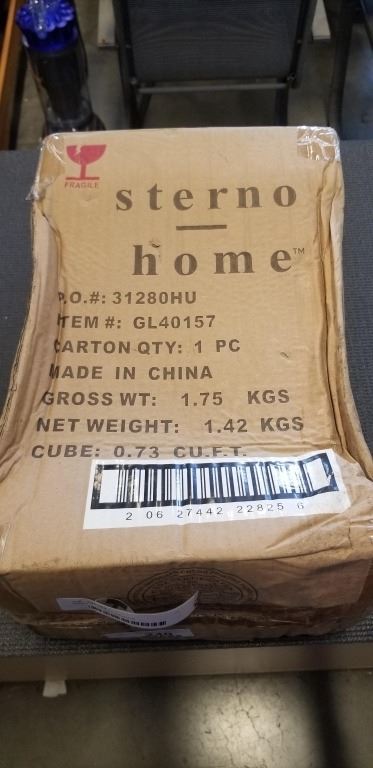 FRAGILE
sterno
home™
P.O.#: 31280HU
ITEM #: GL40157
CARTON QTY: 1 PC
MADE IN CHINA
GROSS WT: 1.75 KGS
NET WEIGHT: 1.42 KGS
CUBE: 0.73 CU.F.T.
2 06 27442 22825 6